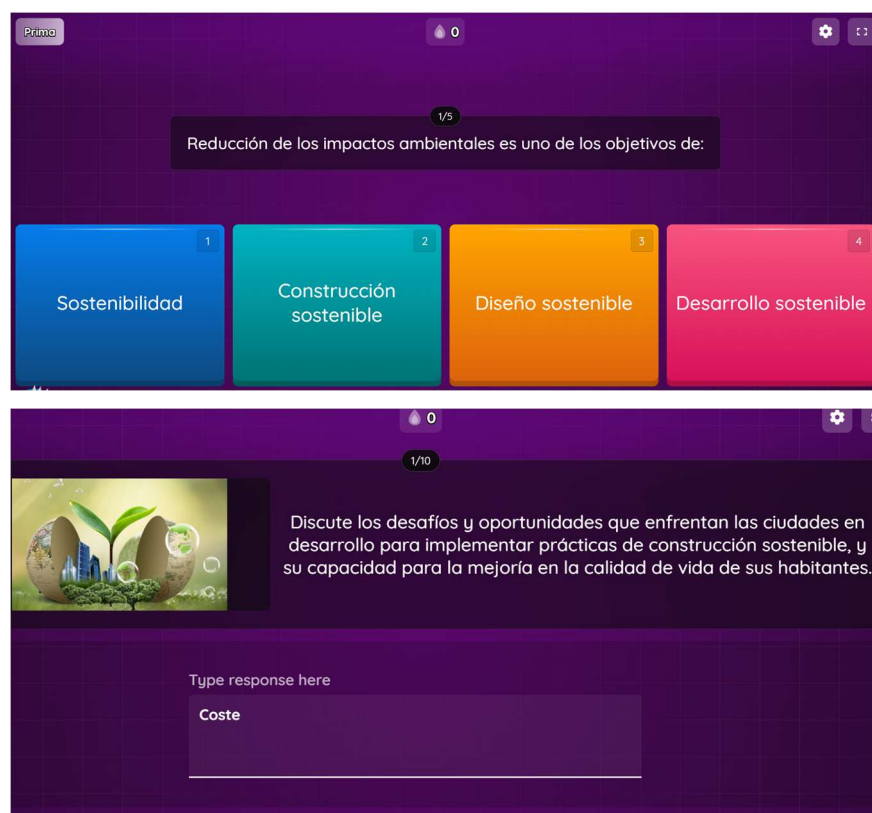 Prima
0
1/5
Reducción de los impactos ambientales es uno de los objetivos de:
1
Sostenibilidad
2
Construcción
sostenible
3
Diseño sostenible
4
Desarrollo sostenible
0
1/10
Discute los desafíos y oportunidades que enfrentan las ciudades en
desarrollo para implementar prácticas de construcción sostenible, y
su capacidad para la mejoría en la calidad de vida de sus habitantes.
Type response here
Coste